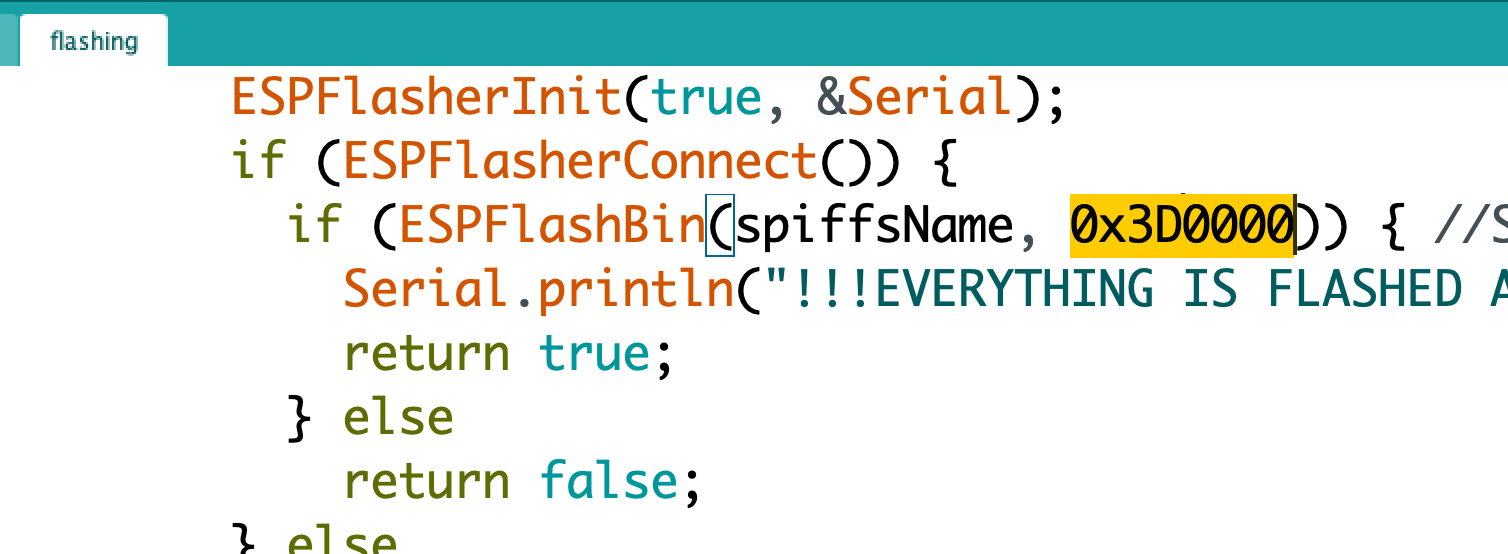 flashing
ESPFlasherInit(true, &Serial);
if (ESPFlasherConnect()) {
if (ESPFlashBin(spiffsName, 0x3D0000)) { //S
Serial.println("!!!EVERYTHING IS FLASHED A
return true;
} else
return false;
} else